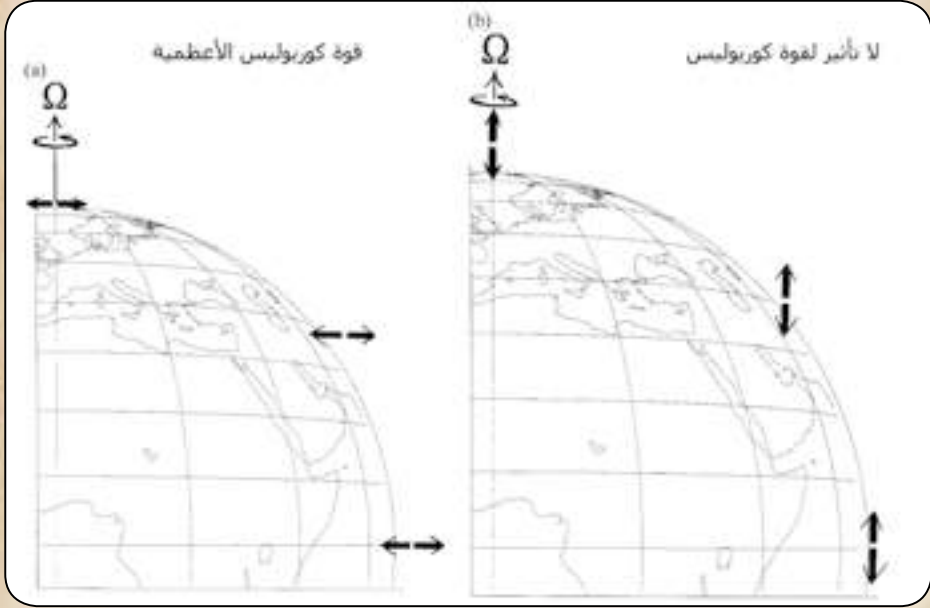 (a)
قوة كوريوليس الأعظمية
Ω
(b)
لا تأثير لقوة كوريوليس
Ω